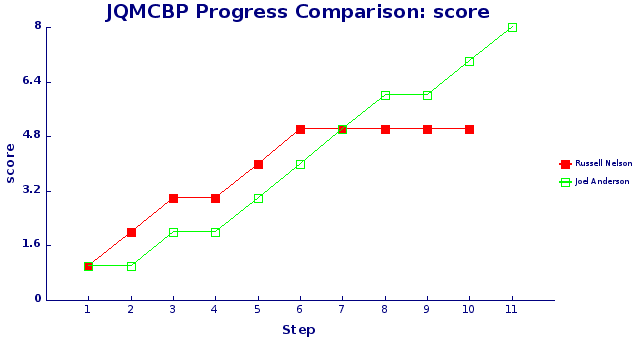 JQMCBP Progress Comparison: score
8
6.4
4.8
3.2
1.6
0
score
1 2 3 4 5 6 7 8 9 10 11
Step
Russell Nelson
Joel Anderson